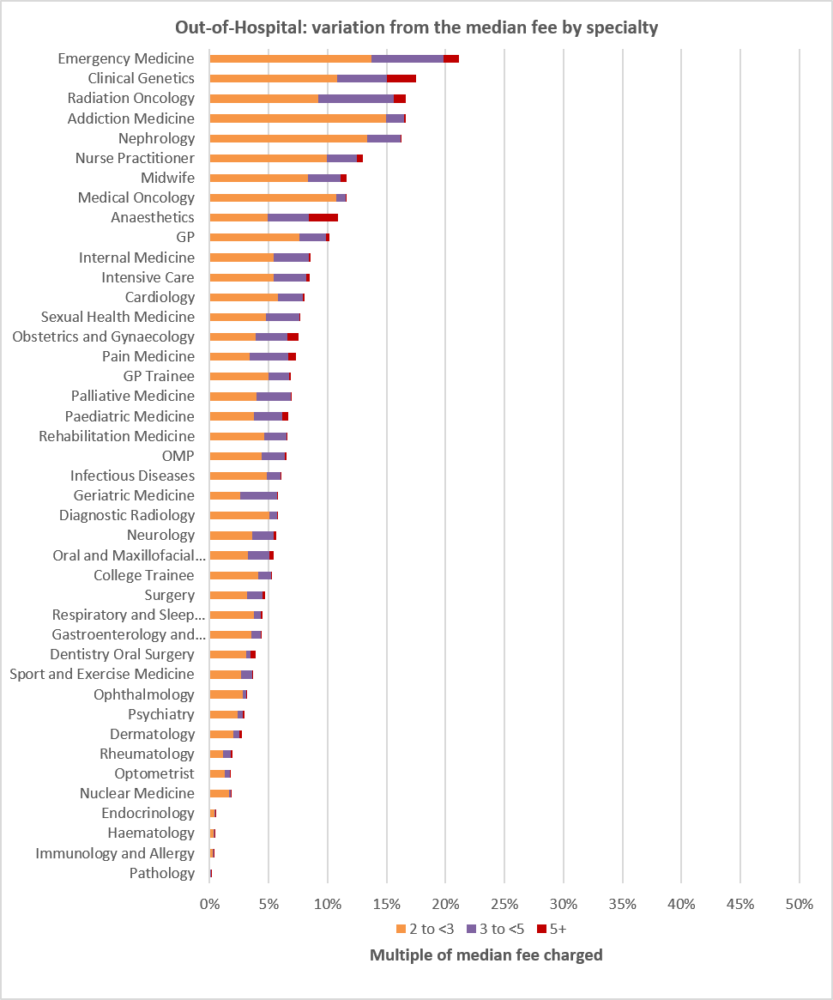 Out-of-Hospital: variation from the median fee by specialty
Emergency Medicine
Clinical Genetics
Radiation Oncology
Addiction Medicine
Nephrology
Nurse Practitioner
Midwife
Medical Oncology
Anaesthetics
GP
Internal Medicine
Intensive Care
Cardiology
Sexual Health Medicine
Obstetrics and Gynaecology
Pain Medicine
GP Trainee
Palliative Medicine
Paediatric Medicine
Rehabilitation Medicine
OMP
Infectious Diseases
Geriatric Medicine
Diagnostic Radiology
Neurology
Oral and Maxillofacial...
College Trainee
Surgery
Respiratory and Sleep...
Gastroenterology and...
Dentistry Oral Surgery
Sport and Exercise Medicine
Ophthalmology
Psychiatry
Dermatology
Rheumatology
Optometrist
Nuclear Medicine
Endocrinology
Haematology
Immunology and Allergy
Pathology
0% 5% 10% 15% 20% 25% 30% 35% 40% 45% 50%
2 to <3 3 to <5 5+
Multiple of median fee charged